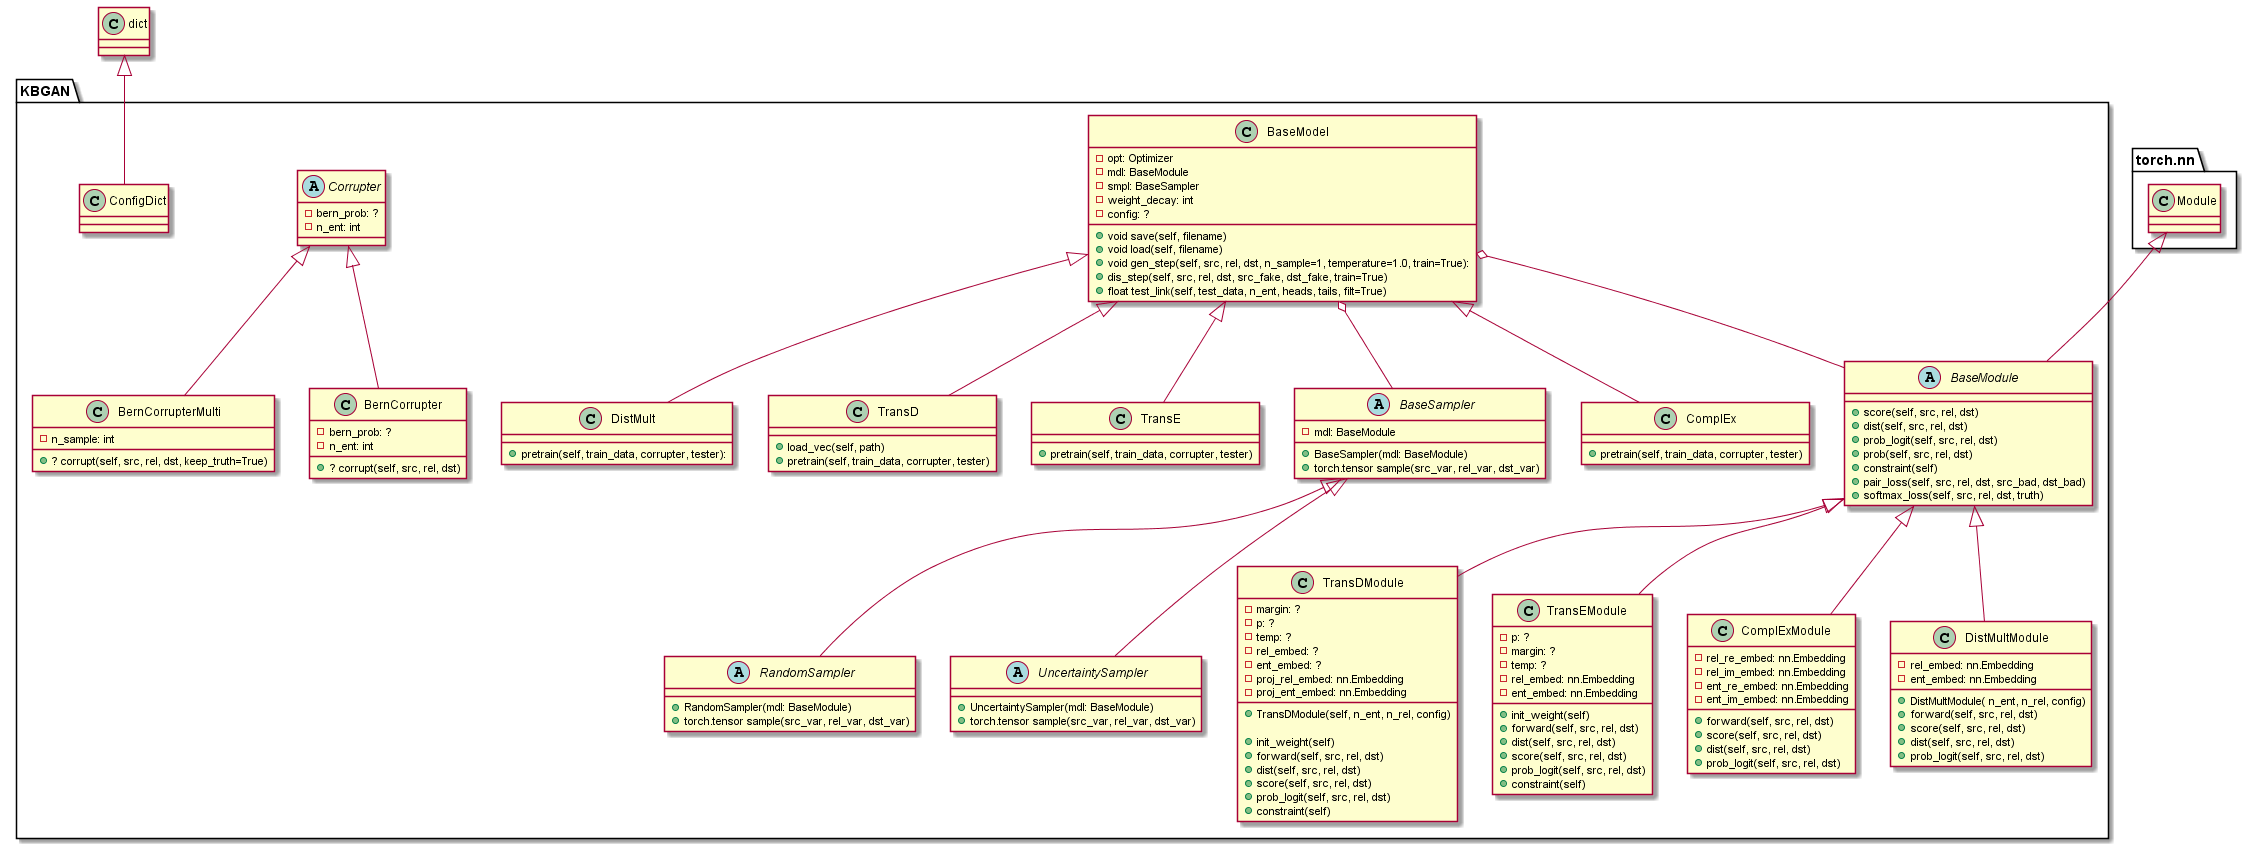 C dict
KBGAN
C ConfigDict
A Corrupter
bern_prob: ?
n_ent: int
C BaseModel
opt: Optimizer
mdl: BaseModule
smpl: BaseSampler
weight_decay: int
config: ?
void save(self, filename)
void load(self, filename)
void gen_step(self, src, rel, dst, n_sample=1, temperature=1.0, train=True):
dis_step(self, src, rel, dst, src_fake, dst_fake, train=True)
float test_link(self, test_data, n_ent, heads, tails, filt=True)
torch.nn
C Module
C BernCorrupterMulti
n_sample: int
? corrupt(self, src, rel, dst, keep_truth=True)
C BernCorrupter
bern_prob: ?
n_ent: int
? corrupt(self, src, rel, dst)
C DistMult
pretrain(self, train_data, corrupter, tester):
C TransD
load_vec(self, path)
pretrain(self, train_data, corrupter, tester)
C TransE
pretrain(self, train_data, corrupter, tester)
A BaseSampler
mdl: BaseModule
BaseSampler(mdl: BaseModule)
torch.tensor sample(src_var, rel_var, dst_var)
C ComplEx
pretrain(self, train_data, corrupter, tester)
A BaseModule
score(self, src, rel, dst)
dist(self, src, rel, dst)
prob_logit(self, src, rel, dst)
prob(self, src, rel, dst)
constraint(self)
pair_loss(self, src, rel, dst, src_bad, dst_bad)
softmax_loss(self, src, rel, dst, truth)
A RandomSampler
RandomSampler(mdl: BaseModule)
torch.tensor sample(src_var, rel_var, dst_var)
A UncertaintySampler
UncertaintySampler(mdl: BaseModule)
torch.tensor sample(src_var, rel_var, dst_var)
C TransDModule
margin: ?
p: ?
temp: ?
rel_embed: ?
ent_embed: ?
proj_rel_embed: nn.Embedding
proj_ent_embed: nn.Embedding
TransDModule(self, n_ent, n_rel, config)
init_weight(self)
forward(self, src, rel, dst)
dist(self, src, rel, dst)
score(self, src, rel, dst)
prob_logit(self, src, rel, dst)
constraint(self)
C TransEModule
p: ?
margin: ?
temp: ?
rel_embed: nn.Embedding
ent_embed: nn.Embedding
init_weight(self)
forward(self, src, rel, dst)
dist(self, src, rel, dst)
score(self, src, rel, dst)
prob_logit(self, src, rel, dst)
constraint(self)
C ComplExModule
rel_re_embed: nn.Embedding
rel_im_embed: nn.Embedding
ent_re_embed: nn.Embedding
ent_im_embed: nn.Embedding
forward(self, src, rel, dst)
score(self, src, rel, dst)
dist(self, src, rel, dst)
prob_logit(self, src, rel, dst)
C DistMultModule
rel_embed: nn.Embedding
ent_embed: nn.Embedding
DistMultModule( n_ent, n_rel, config)
forward(self, src, rel, dst)
score(self, src, rel, dst)
dist(self, src, rel, dst)
prob_logit(self, src, rel, dst)